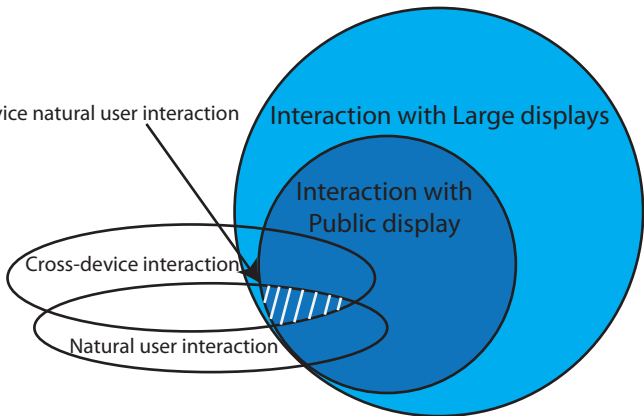 natural user interaction
Interaction with Large displays
Interaction with
Public display
Cross-device interaction
Natural user interaction